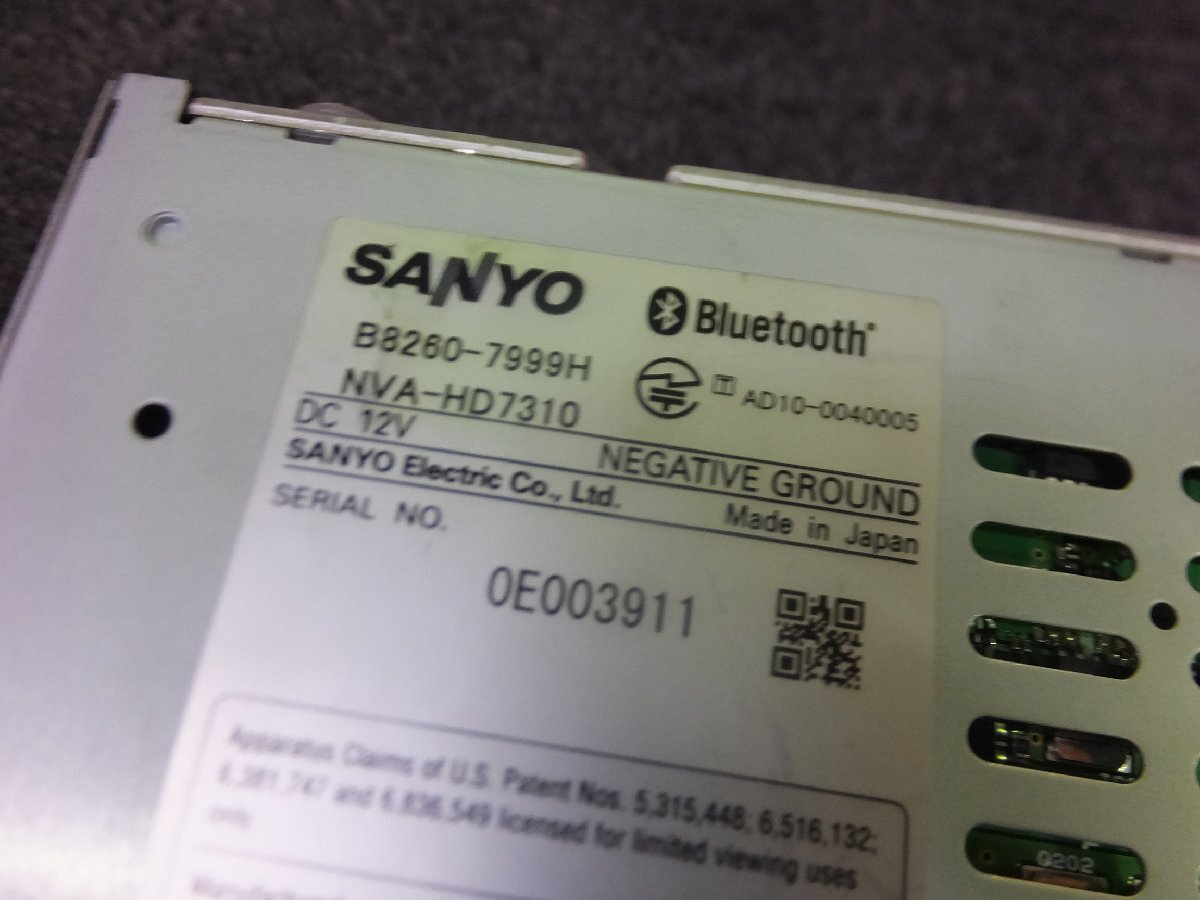 SANYO
Bluetooth®
B8260-7999H
NVA-HD7310
T AD10-0040005
DC 12V NEGATIVE GROUND
SANYO Electric Co., Ltd. Made in Japan
SERIAL NO.
0E003911
Apparatus Claims of U.S. Patent Nos. 5,315,448; 6,516,132;
6,381,747 and 6,836,549 licensed for limited viewing uses
only
0202